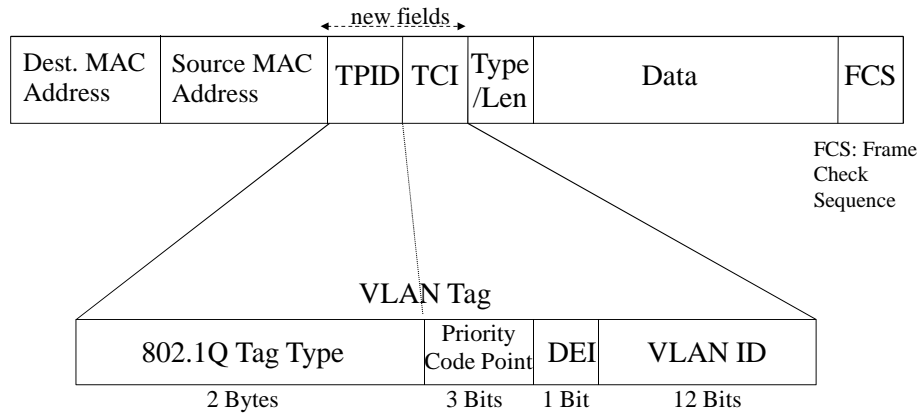 new fields
Dest. MAC
Address
Source MAC
Address
TPID
TCI
Type
/Len
Data
FCS
FCS: Frame
Check
Sequence
VLAN Tag
802.1Q Tag Type
Priority
Code Point
DEI
VLAN ID
2 Bytes
3 Bits
1 Bit
12 Bits